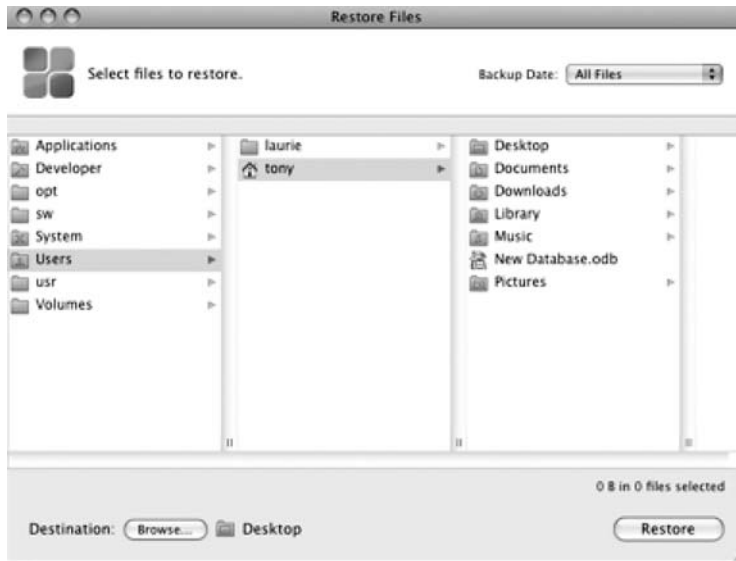 Restore Files
Select files to restore.
Backup Date: All Files
Applications
Developer
opt
sw
System
Users
usr
Volumes
laurie
tony
Desktop
Documents
Downloads
Library
Music
New Database.odb
Pictures
0 B in 0 files selected
Destination: Browse... Desktop
Restore